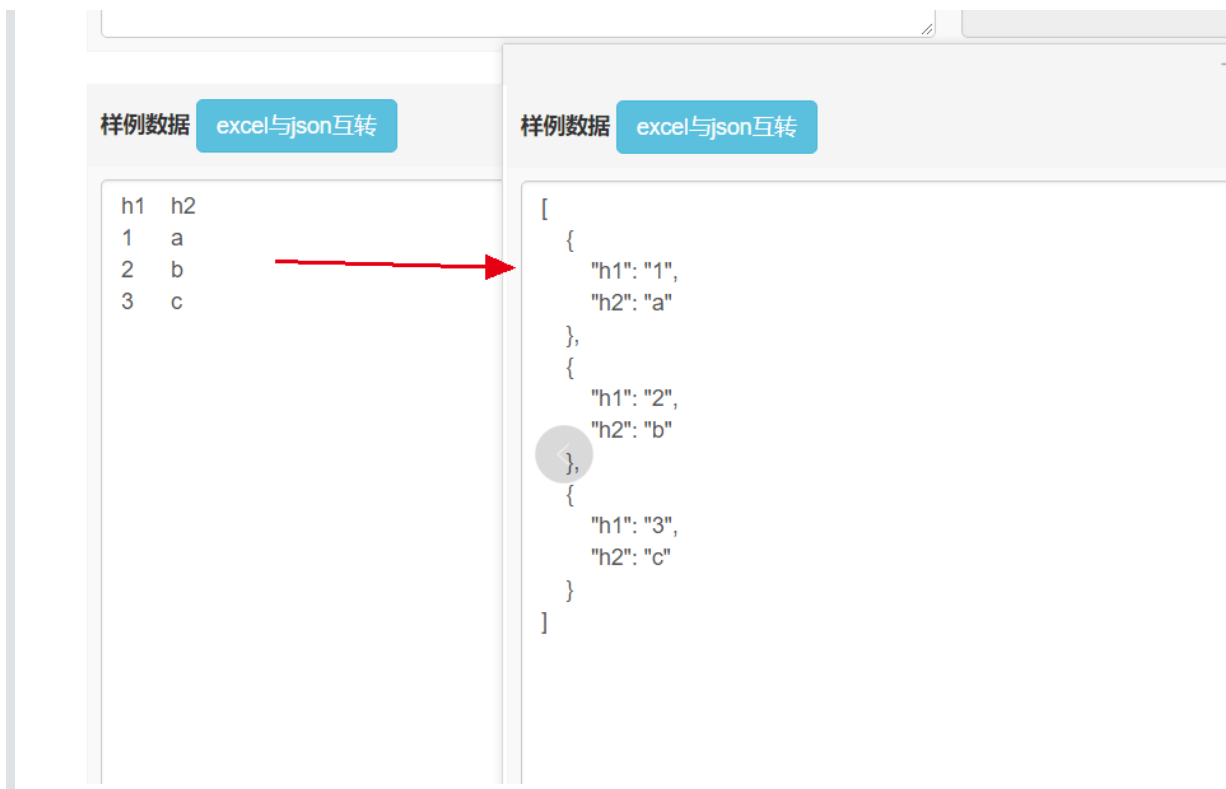 样例数据 excel与json互转
h1 h2
1 a
2 b
3 c
样例数据 excel与json互转
[
{
"h1": "1",
"h2": "a"
},
{
"h1": "2",
"h2": "b"
},
{
"h1": "3",
"h2": "c"
}
]